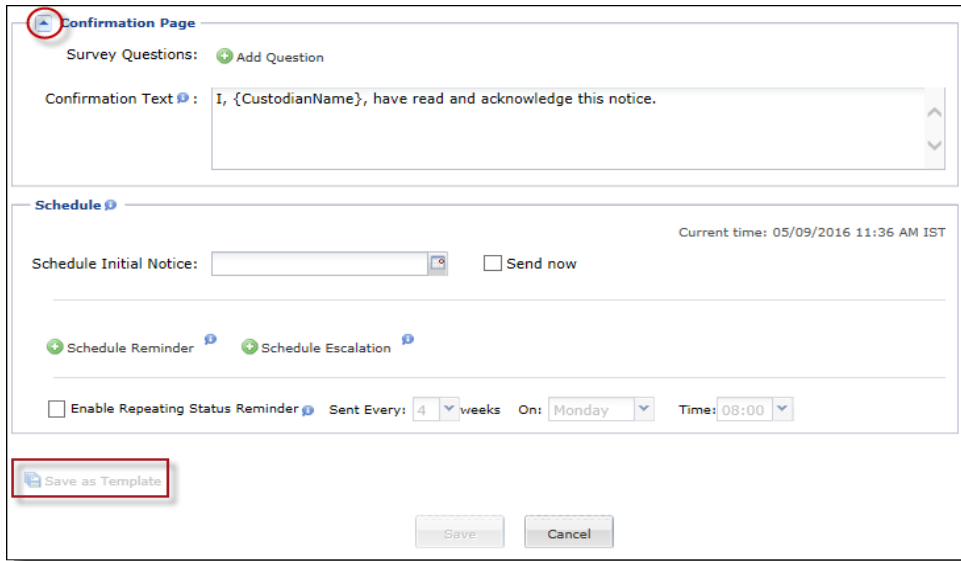 Confirmation Page
Survey Questions: Add Question
Confirmation Text : I, {CustodianName}, have read and acknowledge this notice.
Schedule
Current time: 05/09/2016 11:36 AM IST
Schedule Initial Notice: Send now
Schedule Reminder Schedule Escalation
Enable Repeating Status Reminder Sent Every: 4 weeks On: Monday Time: 08:00
Save as Template
Save Cancel